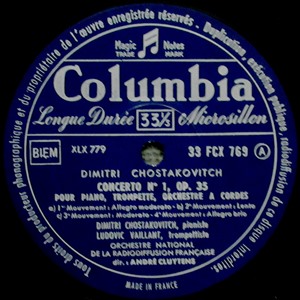 Tous droits du producteur phonographique et du propriétaire de l'œuvre enregistrée réservés. Duplication, exécution publique, radiodiffusion de ce disque interdites.
Magic Notes
TRADE MARK
Columbia
Longue Durée 33⅓ Microsillon
BIEM XLX 779 33 FCX 769 A
DIMITRI CHOSTAKOVITCH
CONCERTO Nº 1, OP. 35
POUR PIANO, TROMPETTE, ORCHESTRE A CORDES
a) 1er Mouvement : Allegro moderato - b) 2e Mouvement : Lento
c) 3e Mouvement : Moderato - 4e Mouvement : Allegro brio
DIMITRI CHOSTAKOVITCH, pianiste
LUDOVIC VAILLANT, trompettiste
ORCHESTRE NATIONAL
DE LA RADIODIFFUSION FRANÇAISE
dir. : ANDRÉ CLUYTENS
MADE IN FRANCE